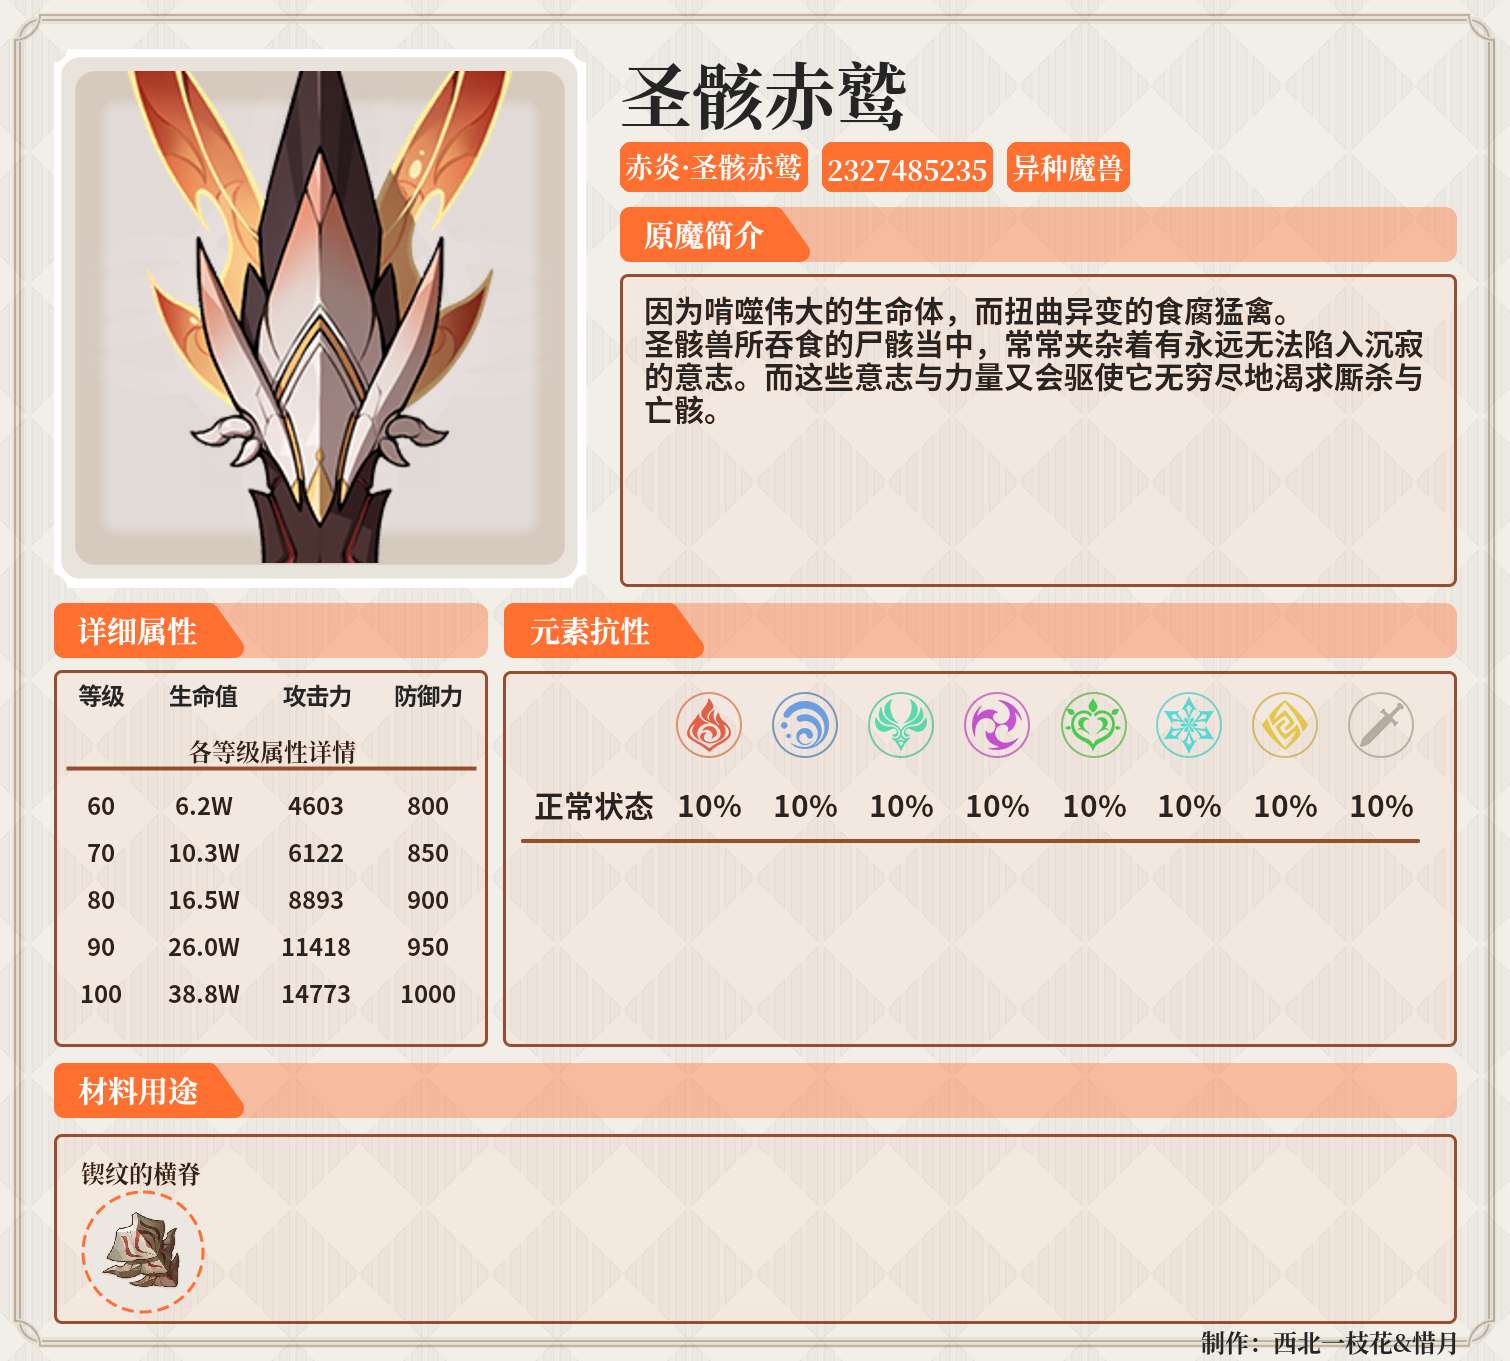 圣骸赤鹫
赤炎·圣骸赤鹫 2327485235 异种魔兽
原魔简介
因为啃噬伟大的生命体，而扭曲异变的食腐猛禽。
圣骸兽所吞食的尸骸当中，常常夹杂着有永远无法陷入沉寂
的意志。而这些意志与力量又会驱使它无穷尽地渴求厮杀与
亡骸。
详细属性
等级 生命值 攻击力 防御力
各等级属性详情
60 6.2W 4603 800
70 10.3W 6122 850
80 16.5W 8893 900
90 26.0W 11418 950
100 38.8W 14773 1000
元素抗性
正常状态 10% 10% 10% 10% 10% 10% 10% 10%
材料用途
锲纹的横脊
制作：西北一枝花&惜月